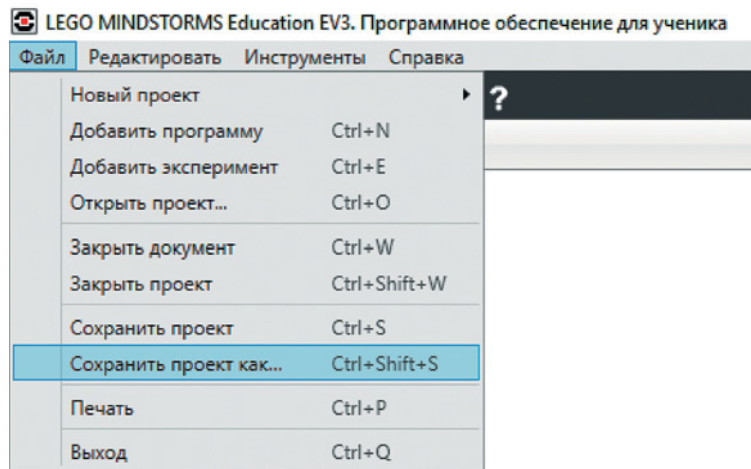 LEGO MINDSTORMS Education EV3. Программное обеспечение для ученика
Файл Редактировать Инструменты Справка
Новый проект
?
Добавить программу Ctrl+N
Добавить эксперимент Ctrl+E
Открыть проект... Ctrl+O
Закрыть документ Ctrl+W
Закрыть проект Ctrl+Shift+W
Сохранить проект Ctrl+S
Сохранить проект как... Ctrl+Shift+S
Печать Ctrl+P
Выход Ctrl+Q